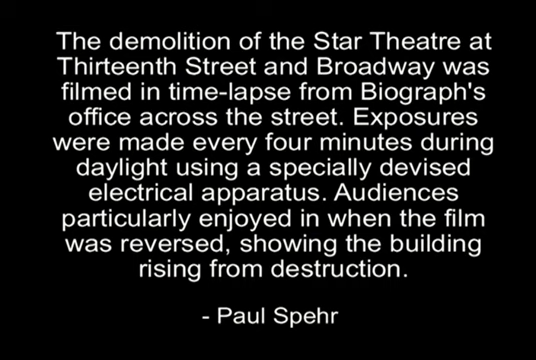 The demolition of the Star Theatre at
Thirteenth Street and Broadway was
filmed in time-lapse from Biograph's
office across the street. Exposures
were made every four minutes during
daylight using a specially devised
electrical apparatus. Audiences
particularly enjoyed in when the film
was reversed, showing the building
rising from destruction.
- Paul Spehr